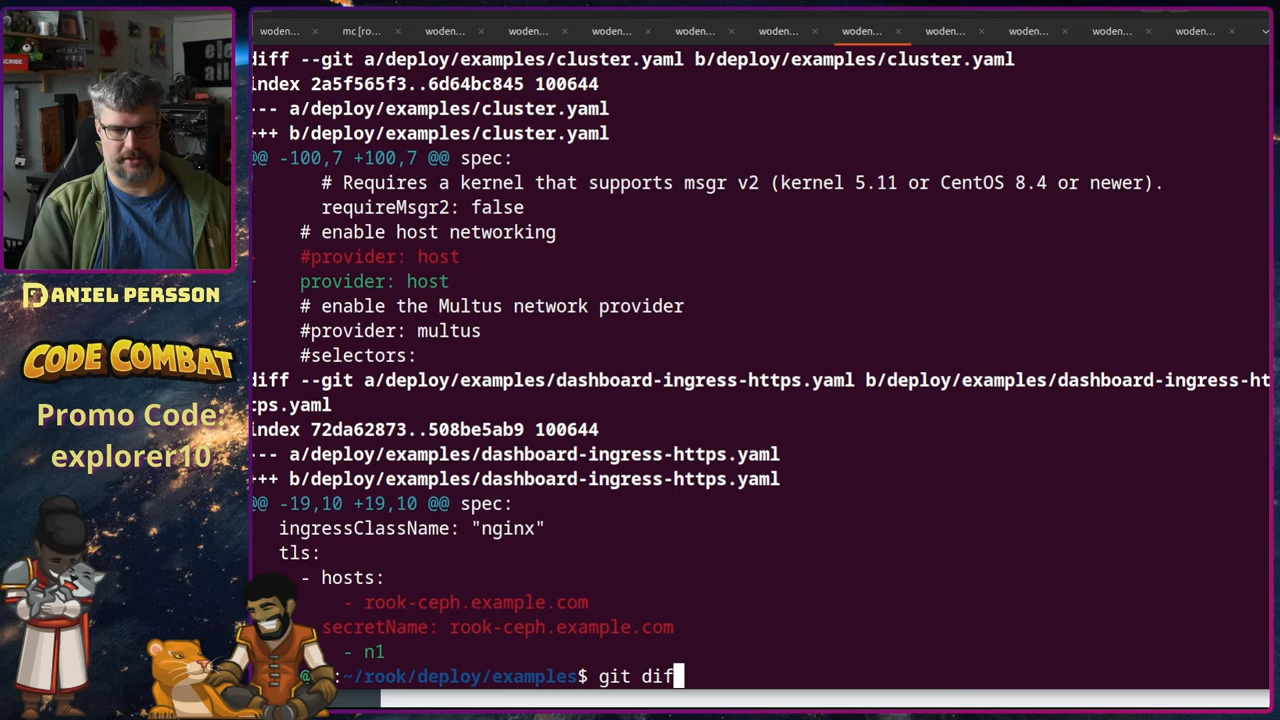 woden... × mc [ro... × woden... × woden... × woden... × woden... × woden... × woden... × woden... × woden... × woden... × woden... ×
diff --git a/deploy/examples/cluster.yaml b/deploy/examples/cluster.yaml
index 2a5f565f3..6d64bc845 100644
--- a/deploy/examples/cluster.yaml
+++ b/deploy/examples/cluster.yaml
@@ -100,7 +100,7 @@ spec:
# Requires a kernel that supports msgr v2 (kernel 5.11 or CentOS 8.4 or newer).
requireMsgr2: false
# enable host networking
- #provider: host
+ provider: host
# enable the Multus network provider
#provider: multus
#selectors:
diff --git a/deploy/examples/dashboard-ingress-https.yaml b/deploy/examples/dashboard-ingress-ht
tps.yaml
index 72da62873..508be5ab9 100644
--- a/deploy/examples/dashboard-ingress-https.yaml
+++ b/deploy/examples/dashboard-ingress-https.yaml
@@ -19,10 +19,10 @@ spec:
ingressClassName: "nginx"
tls:
- hosts:
- rook-ceph.example.com
secretName: rook-ceph.example.com
- n1
@ :~/rook/deploy/examples$ git dif
DANIEL PERSSON
CODE COMBAT
Promo Code:
explorer10